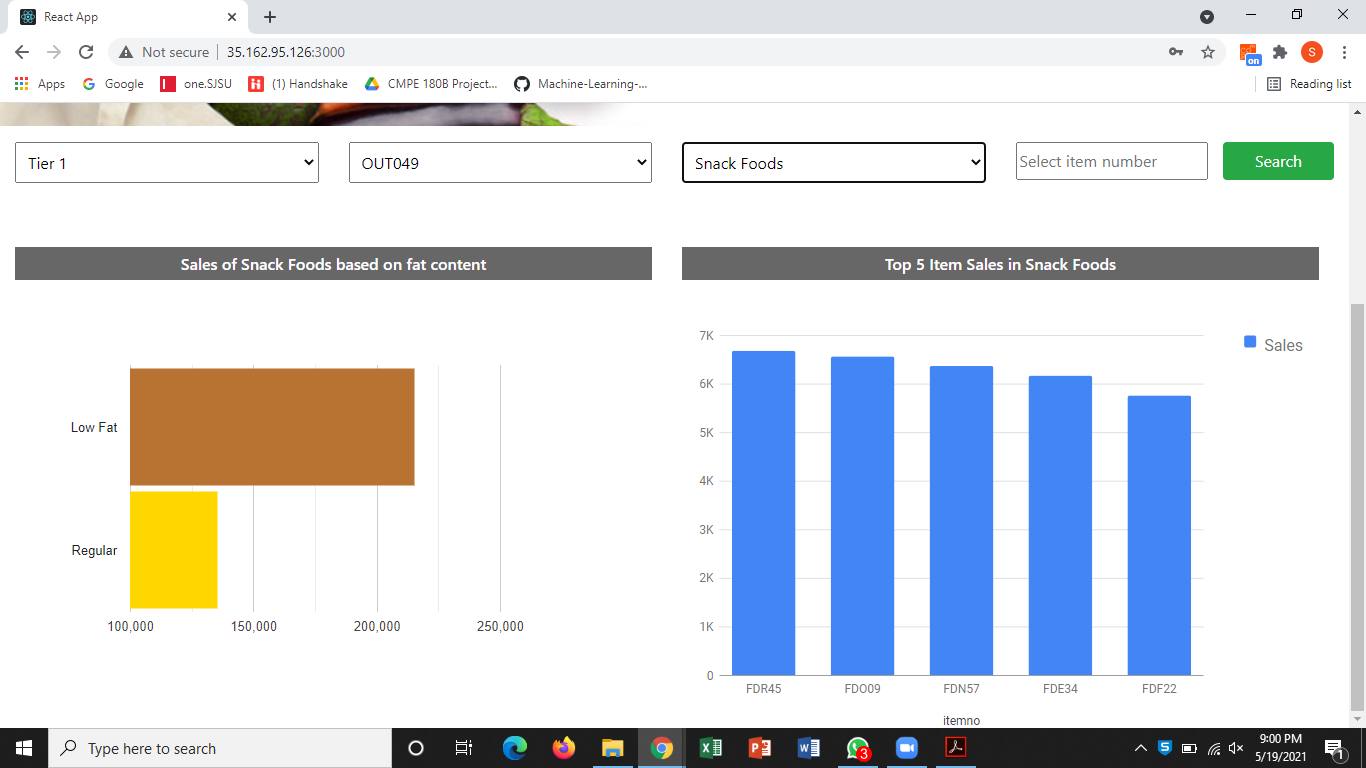 React App
Not secure
35.162.95.126:3000
Apps
Google
one.SJSU
(1) Handshake
CMPE 180B Project...
Machine-Learning-...
Reading list
S
on
Tier 1
OUT049
Snack Foods
Select item number
Search
Sales of Snack Foods based on fat content
Low Fat
Regular
100,000
150,000
200,000
250,000
Top 5 Item Sales in Snack Foods
7K
6K
5K
4K
3K
2K
1K
0
Sales
FDR45
FDO09
FDN57
FDE34
FDF22
itemno
Type here to search
3
9:00 PM
5/19/2021
1